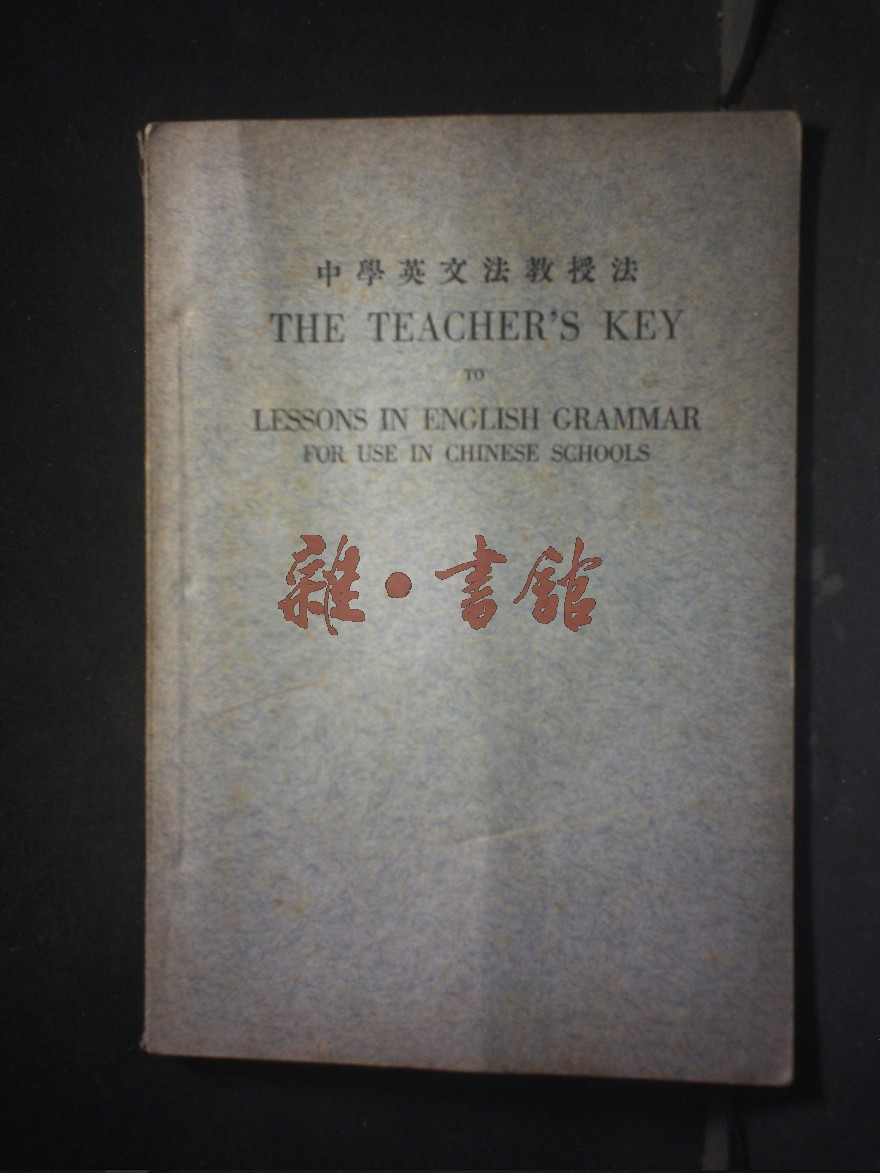 中學英文法教授法
THE TEACHER'S KEY
TO
LESSONS IN ENGLISH GRAMMAR
FOR USE IN CHINESE SCHOOLS
雜·書館